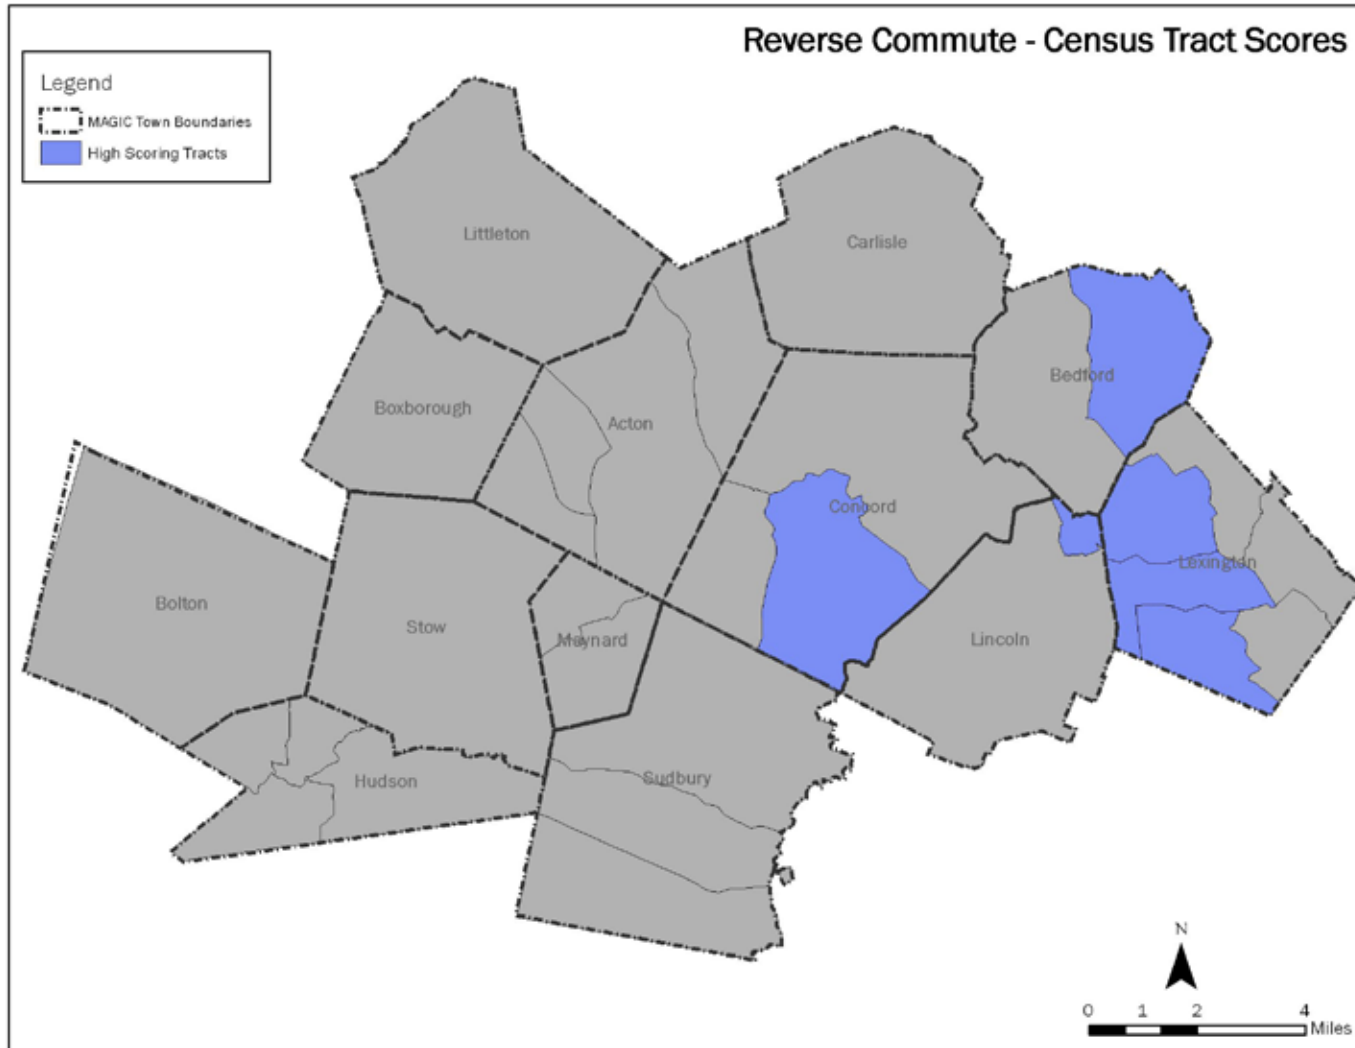 Reverse Commute - Census Tract Scores
Legend
MAGIC Town Boundaries
High Scoring Tracts
Littleton
Carlisle
Bedford
Boxborough
Acton
Concord
Lexington
Bolton
Stow
Maynard
Lincoln
Hudson
Sudbury
N
0 1 2 4
Miles